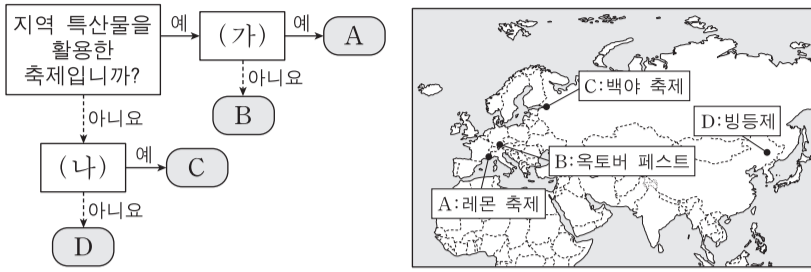 지역 특산물을
활용한
축제입니까?
예
(가)
예
A
아니요
B
아니요
(나)
예
C
아니요
D
C:백야 축제
D:빙등제
B:옥토버 페스트
A:레몬 축제